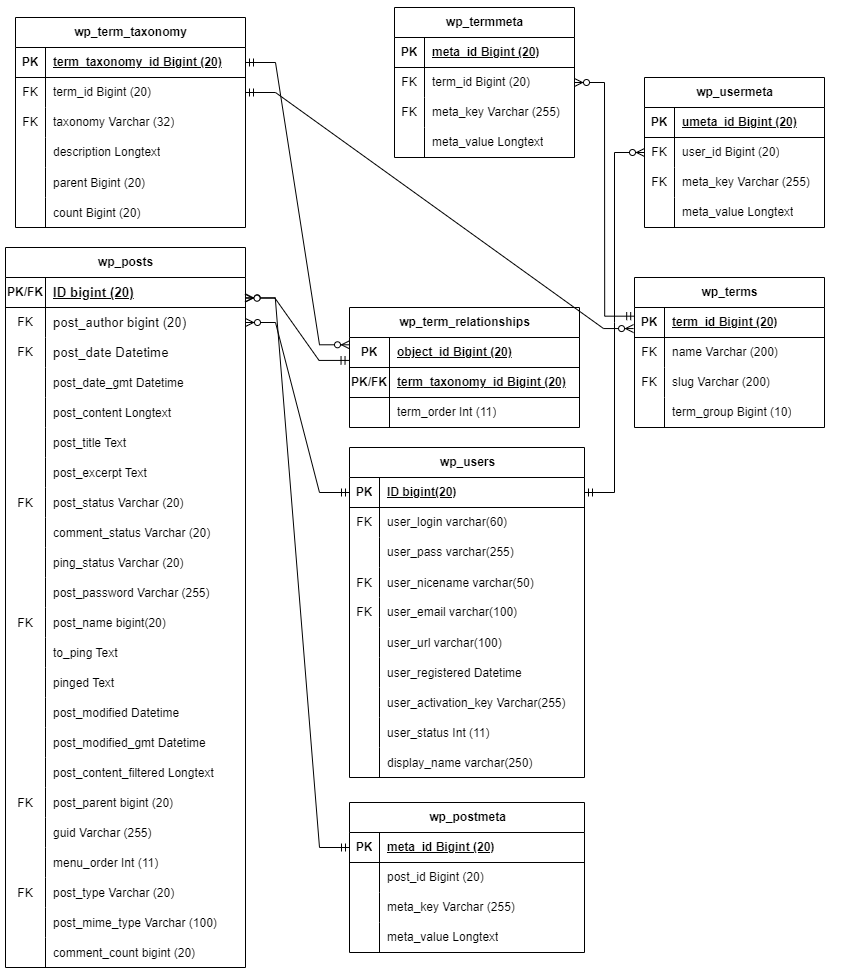 wp_term_taxonomy
PK term_taxonomy_id Bigint (20)
FK term_id Bigint (20)
FK taxonomy Varchar (32)
description Longtext
parent Bigint (20)
count Bigint (20)
wp_termmeta
PK meta_id Bigint (20)
FK term_id Bigint (20)
FK meta_key Varchar (255)
meta_value Longtext
wp_usermeta
PK umeta_id Bigint (20)
FK user_id Bigint (20)
FK meta_key Varchar (255)
meta_value Longtext
wp_posts
PK/FK ID bigint (20)
FK post_author bigint (20)
FK post_date Datetime
post_date_gmt Datetime
post_content Longtext
post_title Text
post_excerpt Text
FK post_status Varchar (20)
comment_status Varchar (20)
ping_status Varchar (20)
post_password Varchar (255)
FK post_name bigint(20)
to_ping Text
pinged Text
post_modified Datetime
post_modified_gmt Datetime
post_content_filtered Longtext
FK post_parent bigint (20)
guid Varchar (255)
menu_order Int (11)
FK post_type Varchar (20)
post_mime_type Varchar (100)
comment_count bigint (20)
wp_term_relationships
PK object_id Bigint (20)
PK/FK term_taxonomy_id Bigint (20)
term_order Int (11)
wp_terms
PK term_id Bigint (20)
FK name Varchar (200)
FK slug Varchar (200)
term_group Bigint (10)
wp_users
PK ID bigint(20)
FK user_login varchar(60)
user_pass varchar(255)
FK user_nicename varchar(50)
FK user_email varchar(100)
user_url varchar(100)
user_registered Datetime
user_activation_key Varchar(255)
user_status Int (11)
display_name varchar(250)
wp_postmeta
PK meta_id Bigint (20)
post_id Bigint (20)
meta_key Varchar (255)
meta_value Longtext